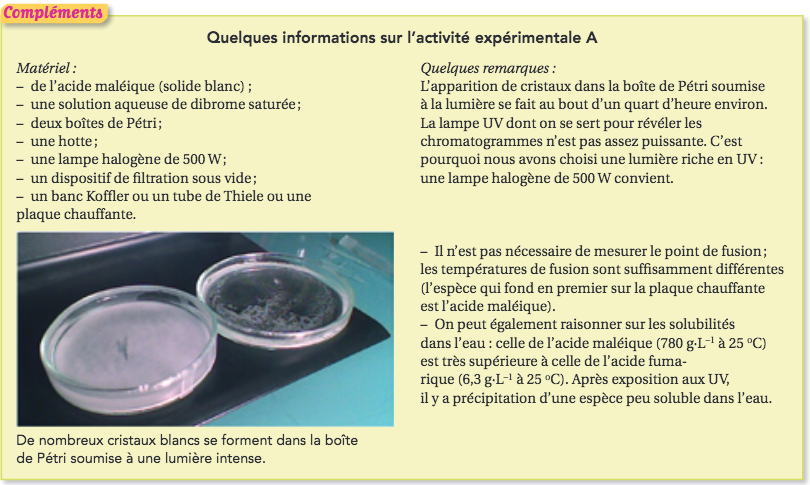 Compléments
Quelques informations sur l'activité expérimentale A
Matériel :
– de l'acide maléique (solide blanc) ;
– une solution aqueuse de dibrome saturée ;
– deux boîtes de Pétri ;
– une hotte ;
– une lampe halogène de 500 W ;
– un dispositif de filtration sous vide ;
– un banc Koffler ou un tube de Thiele ou une
plaque chauffante.
De nombreux cristaux blancs se forment dans la boîte
de Pétri soumise à une lumière intense.
Quelques remarques :
L'apparition de cristaux dans la boîte de Pétri soumise
à la lumière se fait au bout d'un quart d'heure environ.
La lampe UV dont on se sert pour révéler les
chromatogrammes n'est pas assez puissante. C'est
pourquoi nous avons choisi une lumière riche en UV :
une lampe halogène de 500 W convient.
– Il n'est pas nécessaire de mesurer le point de fusion ;
les températures de fusion sont suffisamment différentes
(l'espèce qui fond en premier sur la plaque chauffante
est l'acide maléique).
– On peut également raisonner sur les solubilités
dans l'eau : celle de l'acide maléique (780 g·L⁻¹ à 25 °C)
est très supérieure à celle de l'acide fuma-
rique (6,3 g·L⁻¹ à 25 °C). Après exposition aux UV,
il y a précipitation d'une espèce peu soluble dans l'eau.